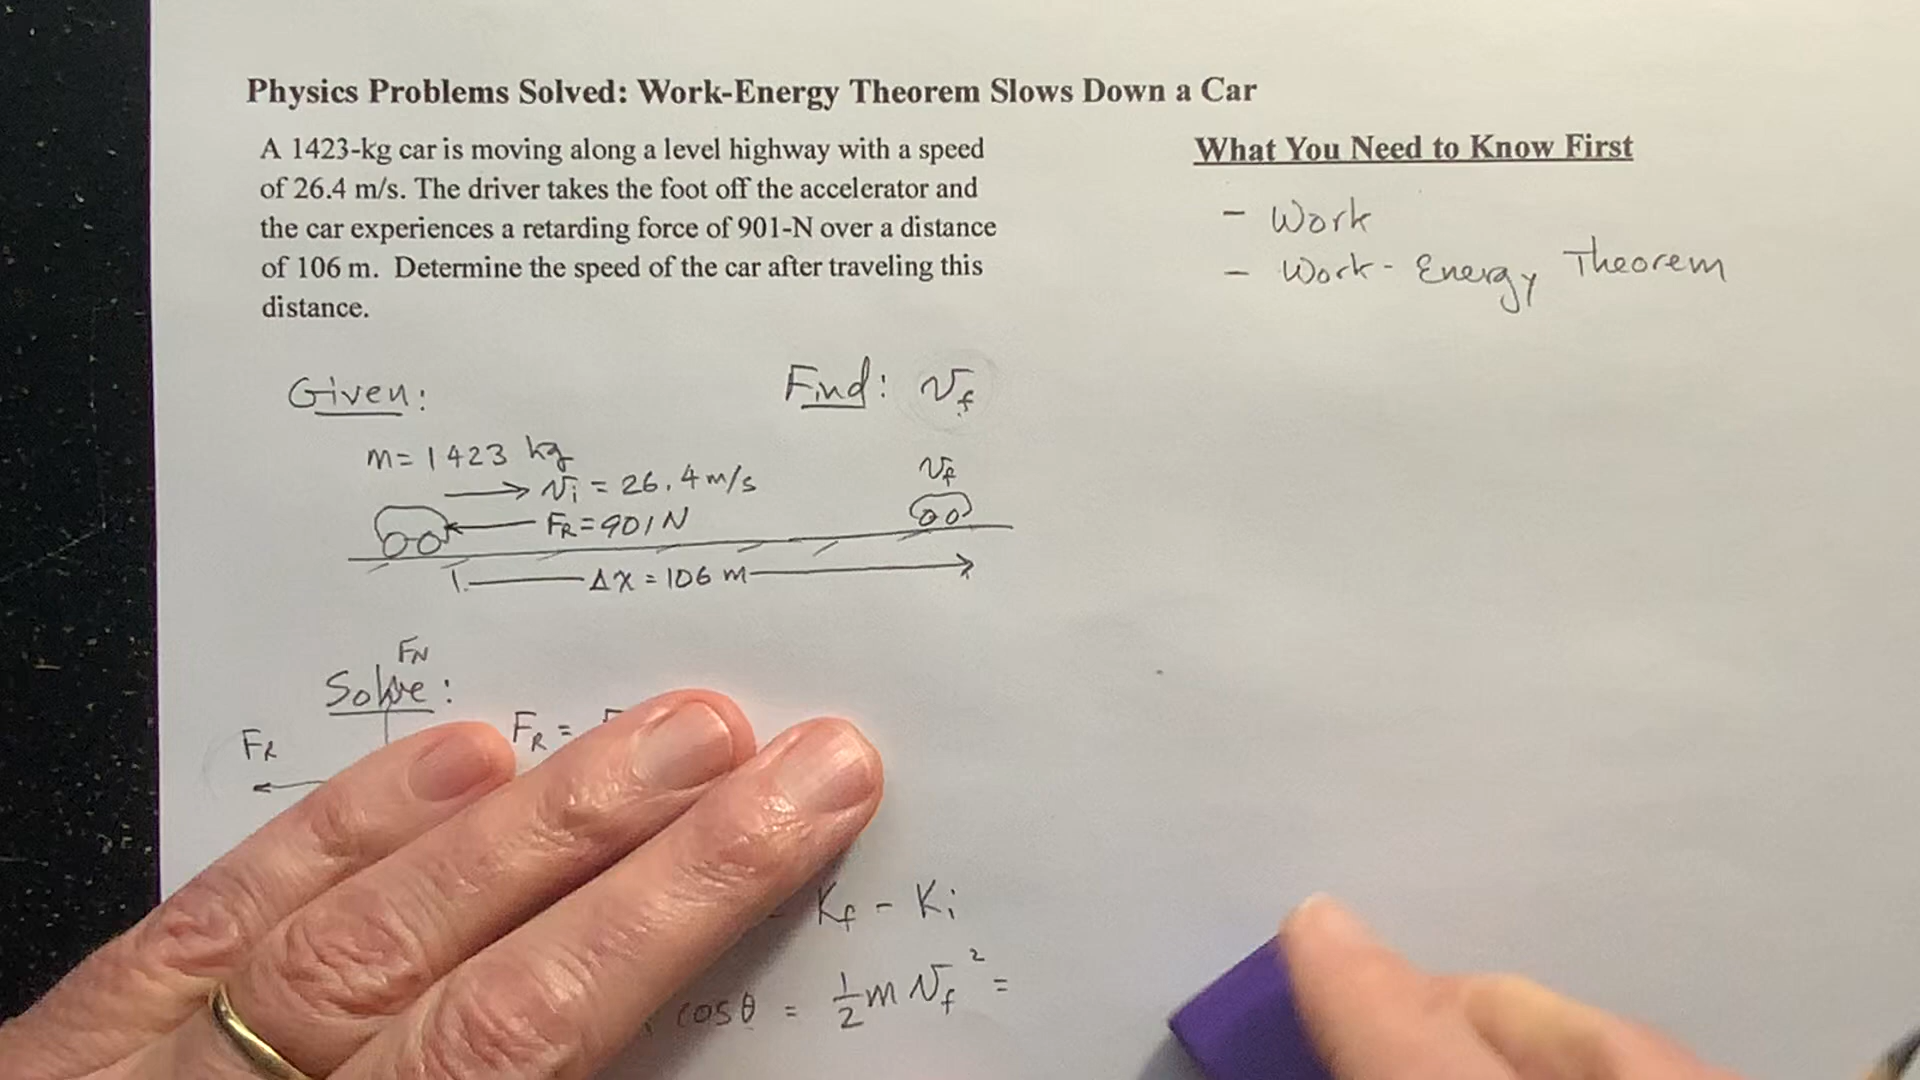 Physics Problems Solved: Work-Energy Theorem Slows Down a Car
A 1423-kg car is moving along a level highway with a speed
of 26.4 m/s. The driver takes the foot off the accelerator and
the car experiences a retarding force of 901-N over a distance
of 106 m. Determine the speed of the car after traveling this
distance.
What You Need to Know First
- Work
- Work-Energy Theorem
Given:
Find: vf
m = 1423 kg
vi = 26.4 m/s
vf
FR = 901 N
Δx = 106 m
FN
Solve:
FR
FR =
Kf - Ki
cosθ = 1/2 m vf² =